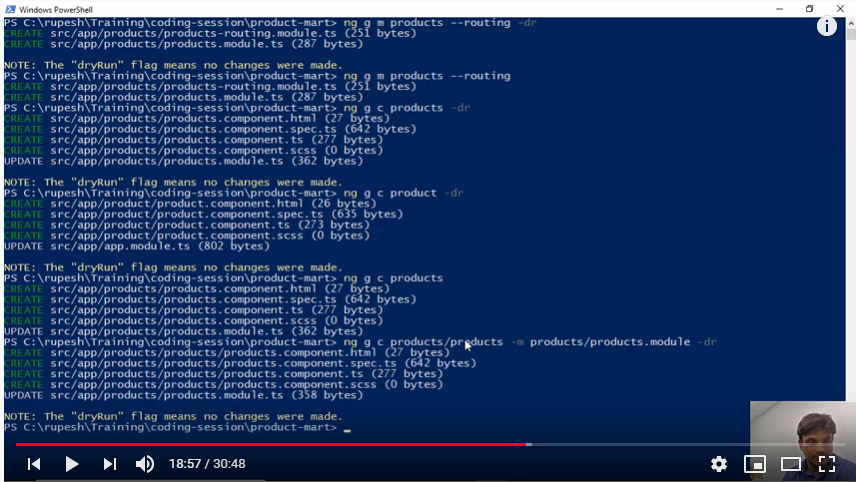 Windows PowerShell
PS C:\rupesh\Training\coding-session\product-mart> ng g m products --routing -dr
CREATE src/app/products/products-routing.module.ts (251 bytes)
CREATE src/app/products/products.module.ts (287 bytes)
NOTE: The "dryRun" flag means no changes were made.
PS C:\rupesh\Training\coding-session\product-mart> ng g m products --routing
CREATE src/app/products/products-routing.module.ts (251 bytes)
CREATE src/app/products/products.module.ts (287 bytes)
PS C:\rupesh\Training\coding-session\product-mart> ng g c products -dr
CREATE src/app/products/products.component.html (27 bytes)
CREATE src/app/products/products.component.spec.ts (642 bytes)
CREATE src/app/products/products.component.ts (277 bytes)
CREATE src/app/products/products.component.scss (0 bytes)
UPDATE src/app/products/products.module.ts (362 bytes)
NOTE: The "dryRun" flag means no changes were made.
PS C:\rupesh\Training\coding-session\product-mart> ng g c product -dr
CREATE src/app/product/product.component.html (26 bytes)
CREATE src/app/product/product.component.spec.ts (635 bytes)
CREATE src/app/product/product.component.ts (273 bytes)
CREATE src/app/product/product.component.scss (0 bytes)
UPDATE src/app/app.module.ts (802 bytes)
NOTE: The "dryRun" flag means no changes were made.
PS C:\rupesh\Training\coding-session\product-mart> ng g c products
CREATE src/app/products/products.component.html (27 bytes)
CREATE src/app/products/products.component.spec.ts (642 bytes)
CREATE src/app/products/products.component.ts (277 bytes)
CREATE src/app/products/products.component.scss (0 bytes)
UPDATE src/app/products/products.module.ts (362 bytes)
PS C:\rupesh\Training\coding-session\product-mart> ng g c products/products -m products/products.module -dr
CREATE src/app/products/products/products.component.html (27 bytes)
CREATE src/app/products/products/products.component.spec.ts (642 bytes)
CREATE src/app/products/products/products.component.ts (277 bytes)
CREATE src/app/products/products/products.component.scss (0 bytes)
UPDATE src/app/products/products.module.ts (358 bytes)
NOTE: The "dryRun" flag means no changes were made.
PS C:\rupesh\Training\coding-session\product-mart> _
18:57 / 30:48